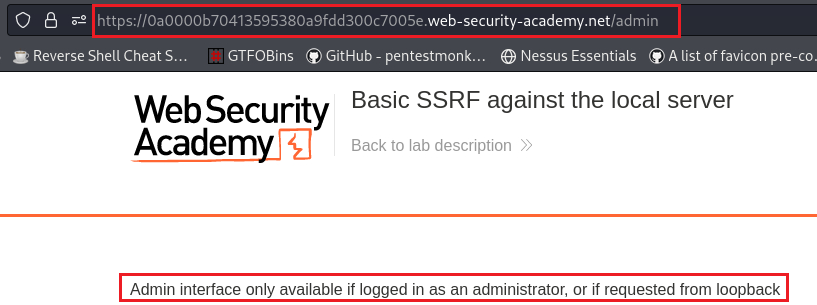 https://0a0000b70413595380a9fdd300c7005e.web-security-academy.net/admin
Reverse Shell Cheat S... GTFOBins GitHub - pentestmonk... Nessus Essentials A list of favicon pre-co...
Web Security
Academy
Basic SSRF against the local server
Back to lab description
Admin interface only available if logged in as an administrator, or if requested from loopback